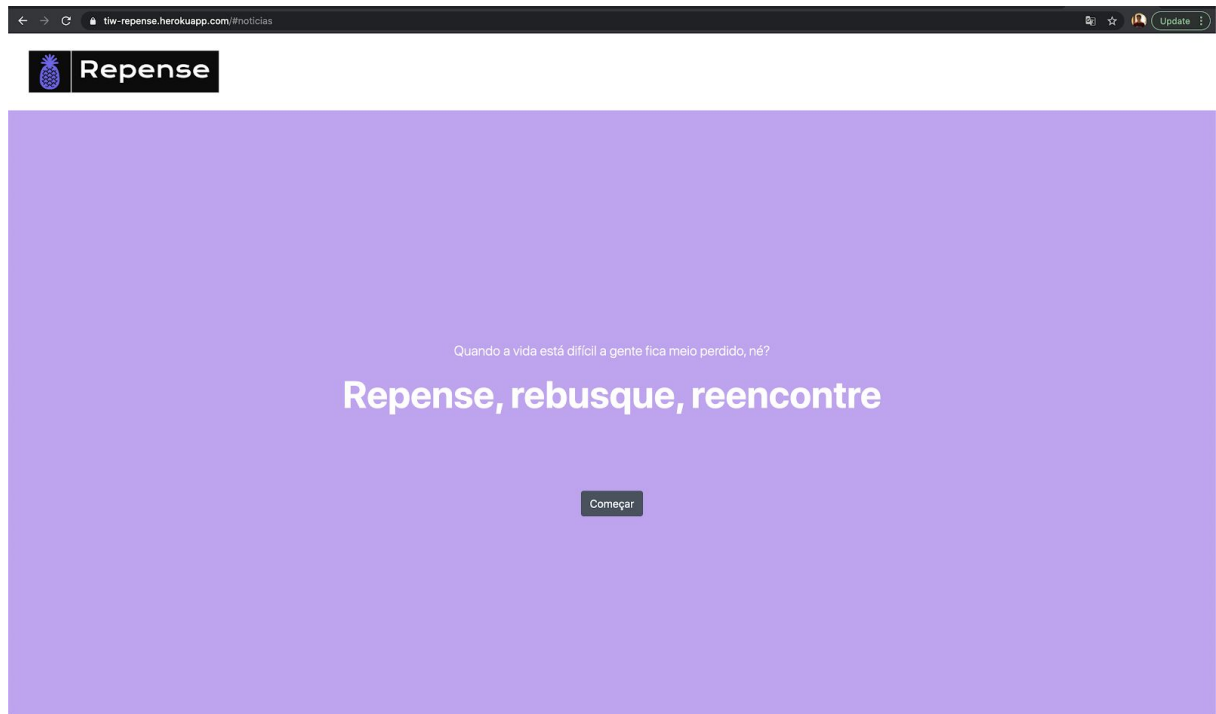 tiw-repense.herokuapp.com/#noticias
Update
Repense
Quando a vida está difícil a gente fica meio perdido, né?
Repense, rebusque, reencontre
Começar